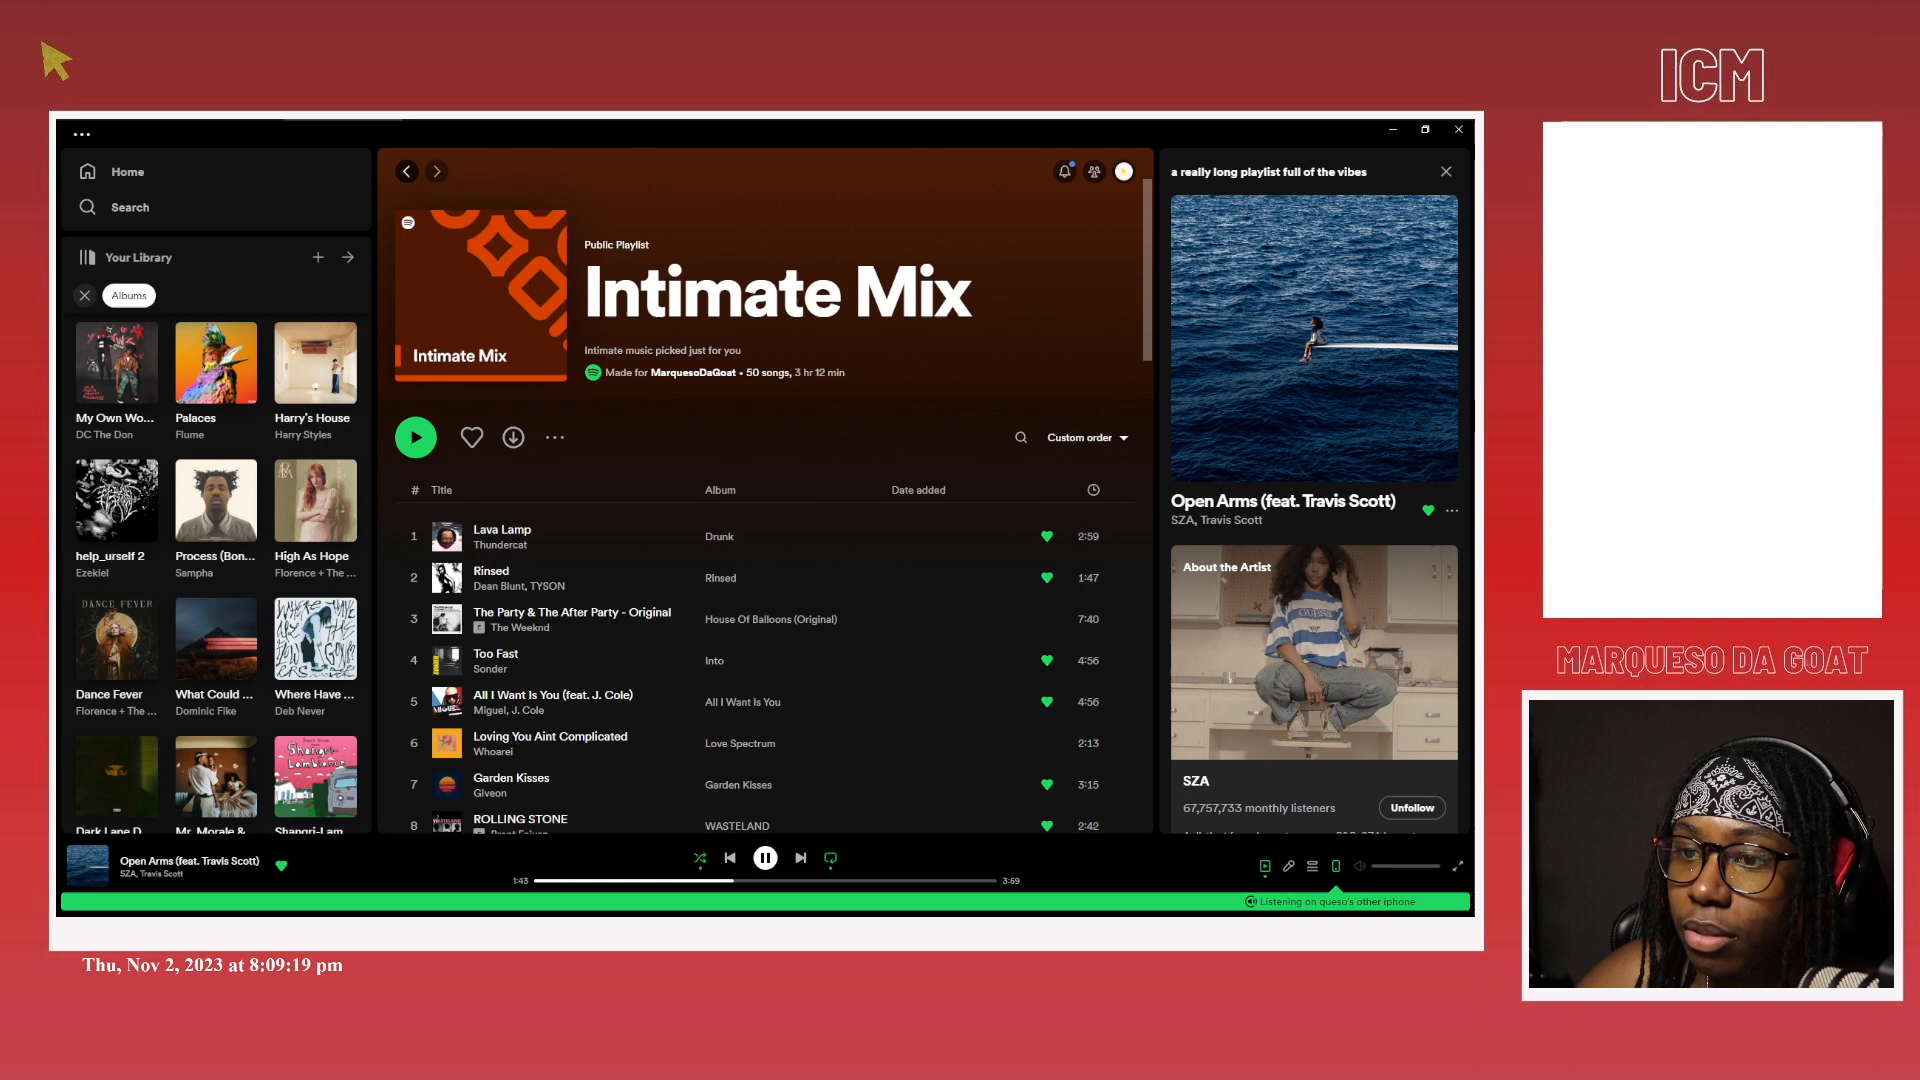 ICM
Home
Search
Your Library
Albums
My Own Wo...
DC The Don
Palaces
Flume
Harry's House
Harry Styles
help_urself 2
Ezekiel
Process (Bon...
Sampha
High As Hope
Florence + The ...
DANCE FEVER
Dance Fever
Florence + The ...
What Could ...
Dominic Fike
Where Have ...
Deb Never
Dark Lane D
Mr. Morale &
Shangri-Lam
Intimate Mix
Public Playlist
Intimate Mix
Intimate music picked just for you
Made for MarquesoDaGoat • 50 songs, 3 hr 12 min
Custom order
# Title Album Date added
1 Lava Lamp Drunk 2:59
Thundercat
2 Rinsed Rinsed 1:47
Dean Blunt, TYSON
3 The Party & The After Party - Original House Of Balloons (Original) 7:40
E The Weeknd
4 Too Fast Into 4:56
Sonder
5 All I Want Is You (feat. J. Cole) All I Want Is You 4:56
Miguel, J. Cole
6 Loving You Aint Complicated Love Spectrum 2:13
Whoarei
7 Garden Kisses Garden Kisses 3:15
Giveon
8 ROLLING STONE WASTELAND 2:42
a really long playlist full of the vibes
Open Arms (feat. Travis Scott)
SZA, Travis Scott
About the Artist
SZA
67,757,733 monthly listeners
Unfollow
Open Arms (feat. Travis Scott)
SZA, Travis Scott
1:43
3:59
Listening on queso's other iphone
Thu, Nov 2, 2023 at 8:09:19 pm
MARQUESO DA GOAT